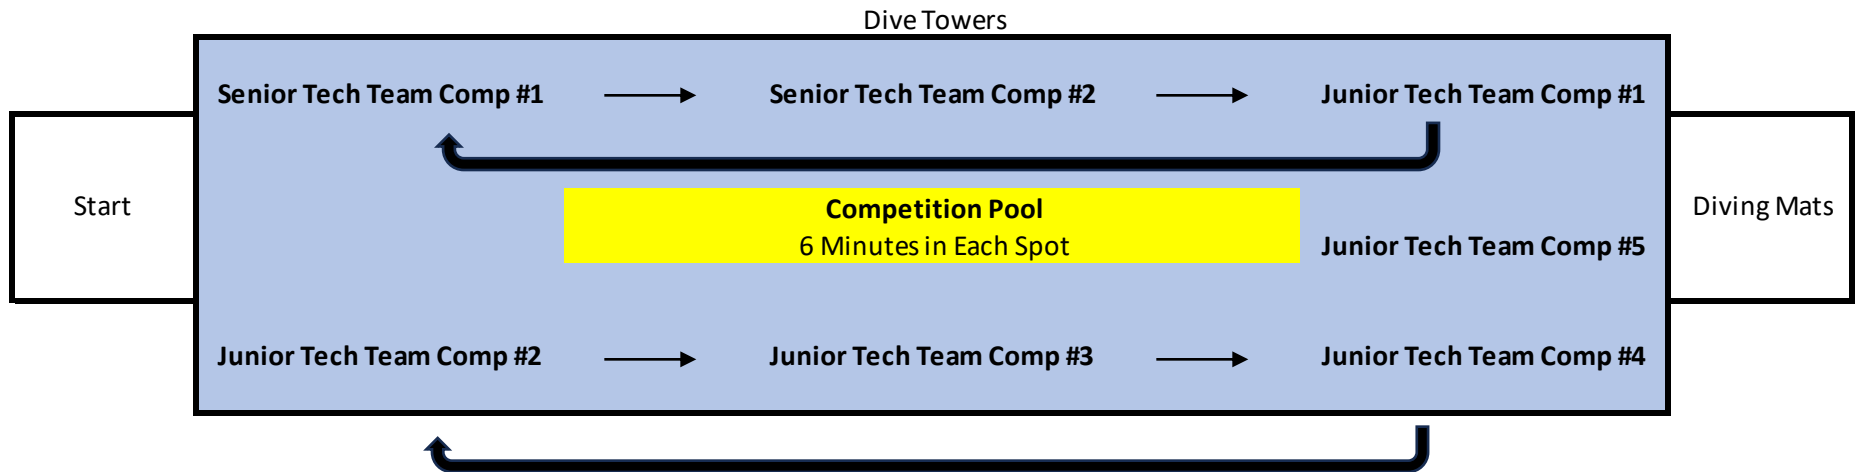 Dive Towers
Senior Tech Team Comp #1
Senior Tech Team Comp #2
Junior Tech Team Comp #1
Start
Competition Pool
6 Minutes in Each Spot
Junior Tech Team Comp #5
Diving Mats
Junior Tech Team Comp #2
Junior Tech Team Comp #3
Junior Tech Team Comp #4